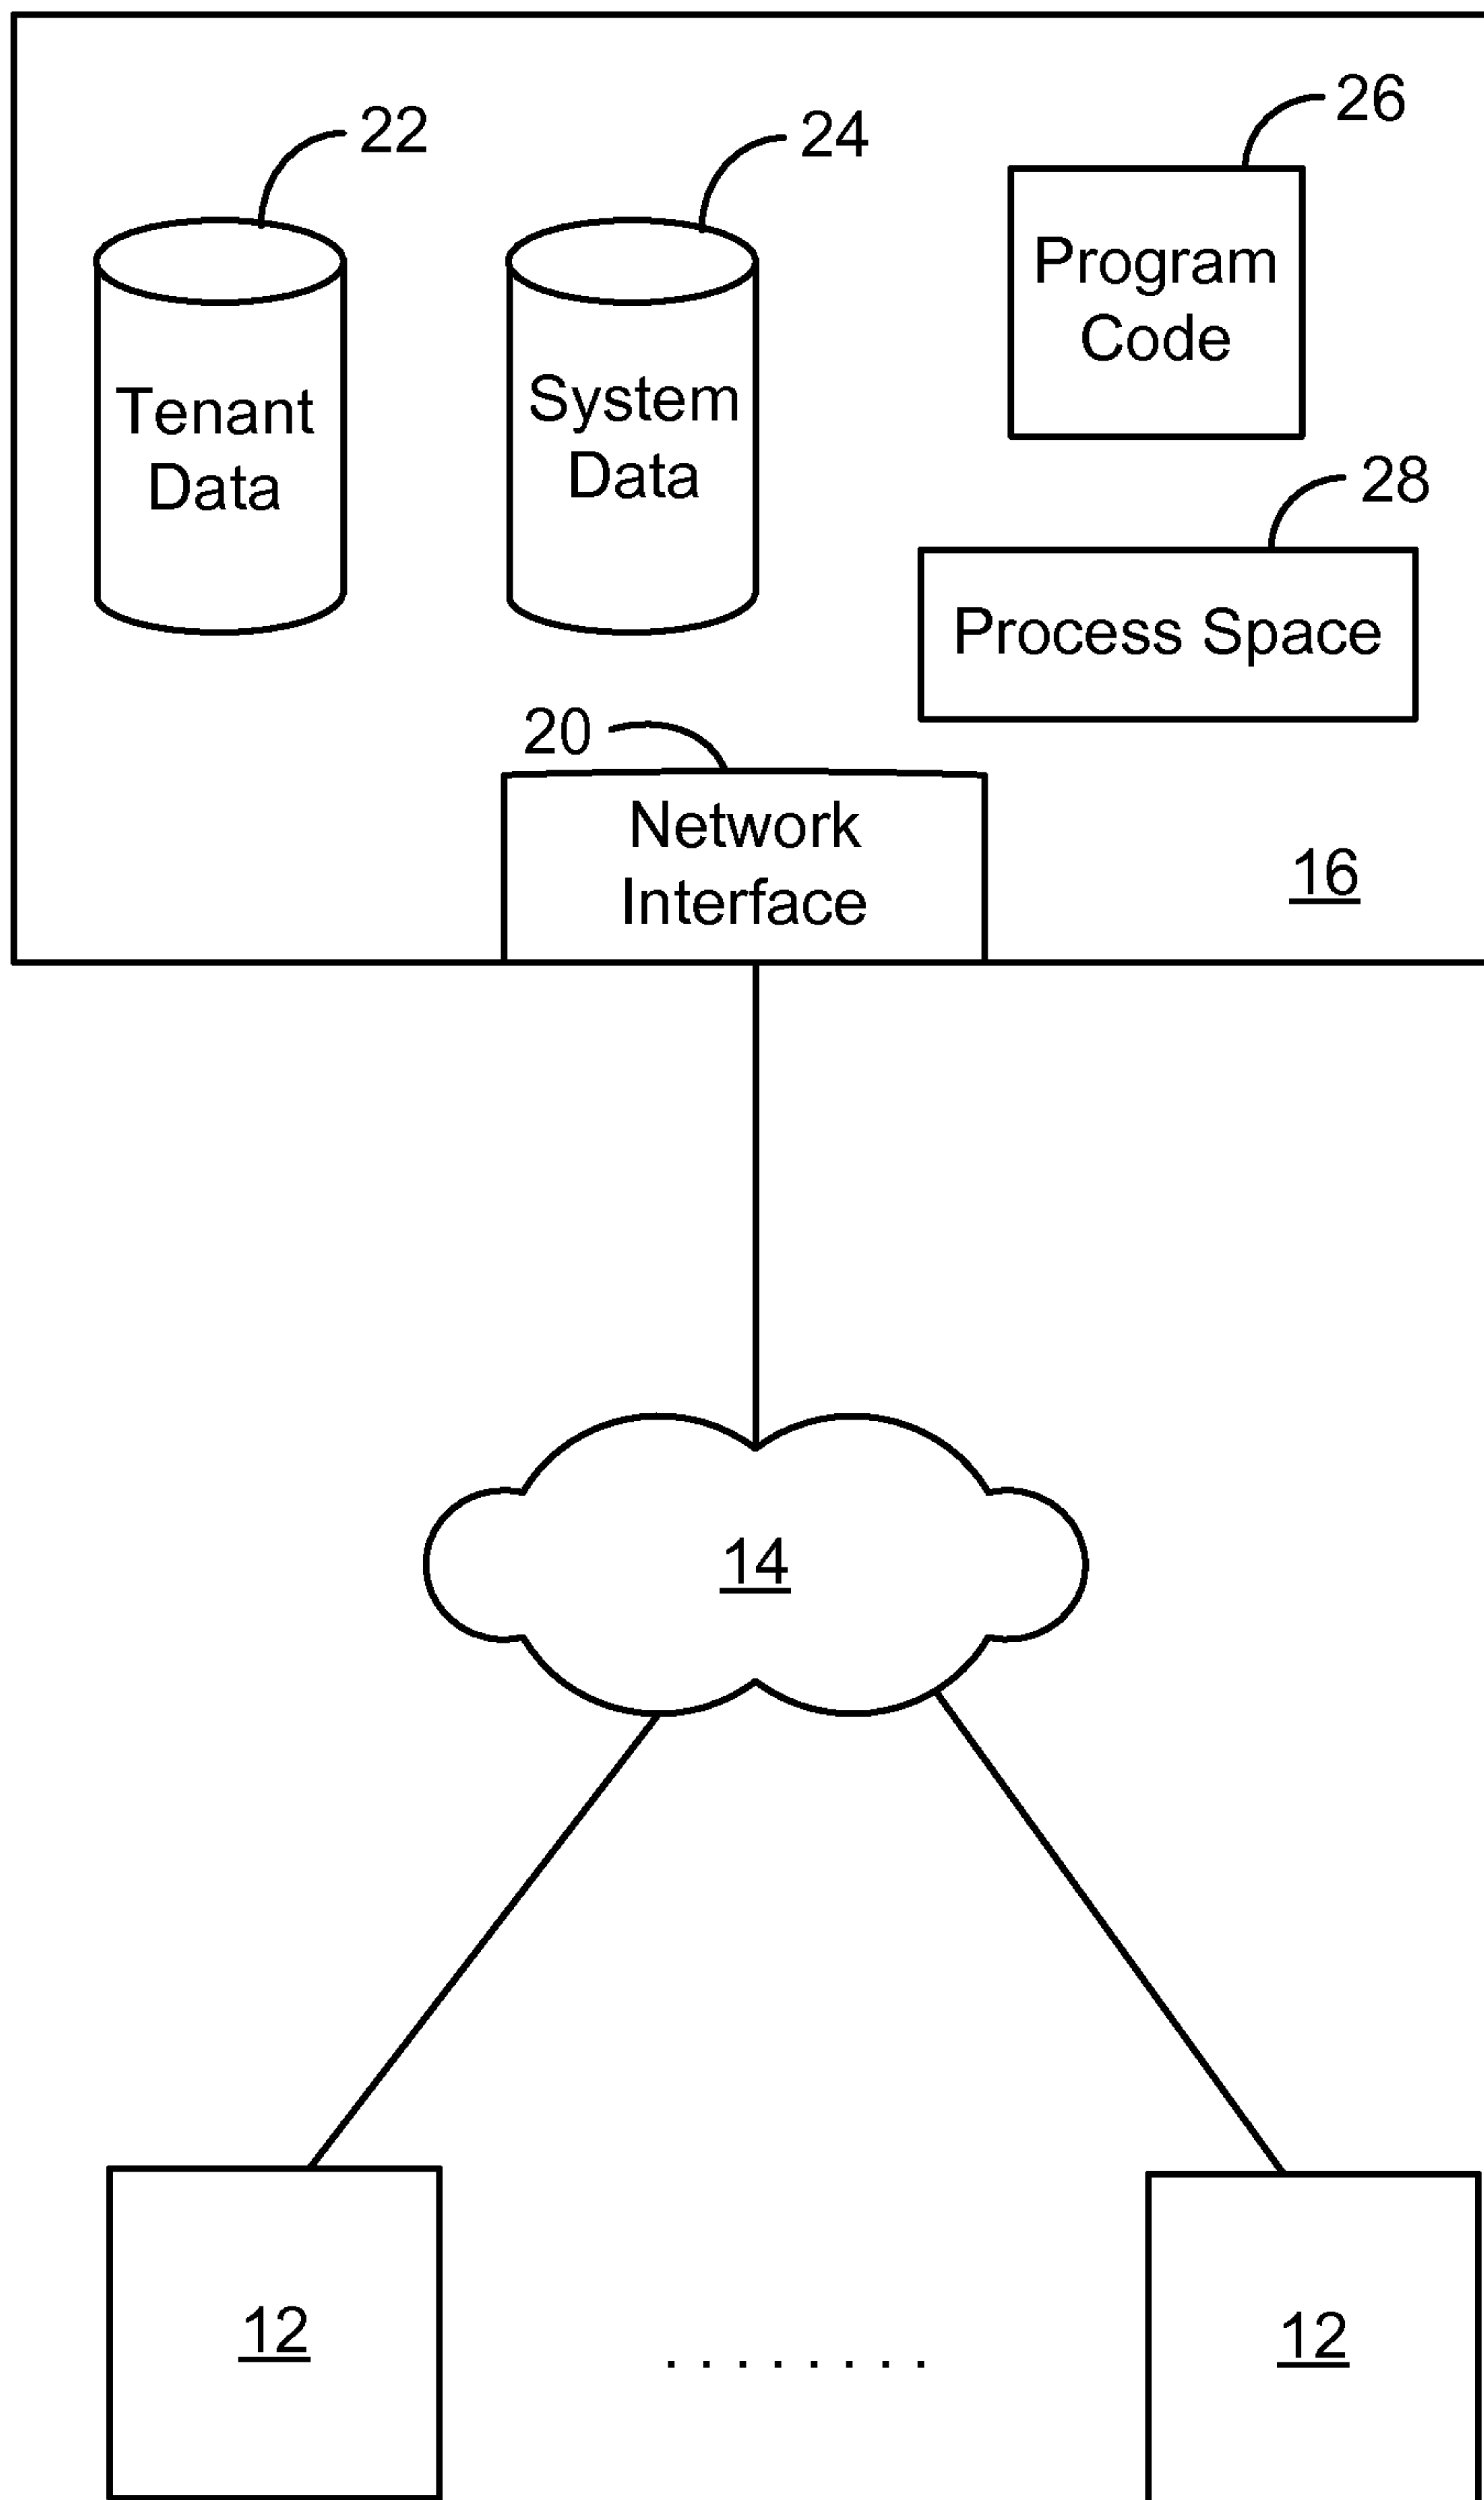 22
24
26
Program
Code
Tenant
Data
System
Data
28
Process Space
20
Network
Interface
16
14
12
. . . . . . . .
12